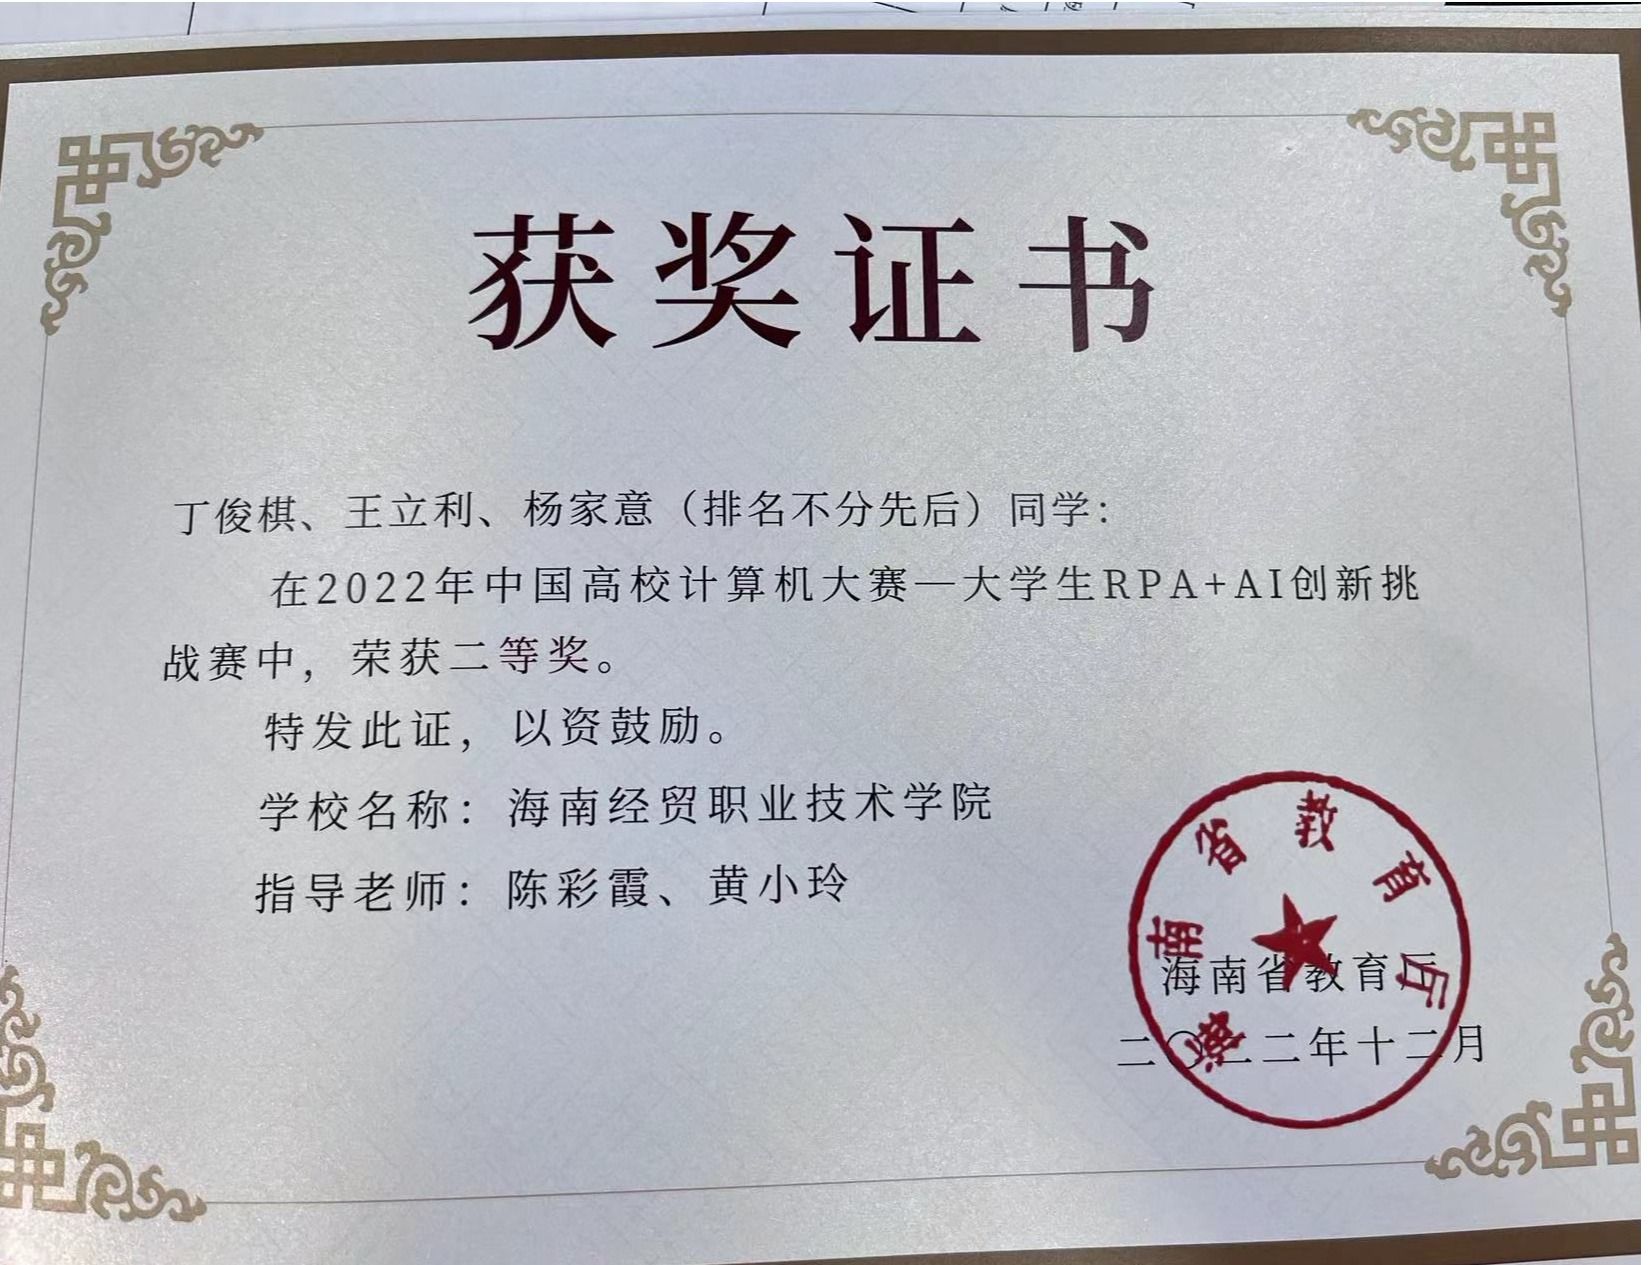 获奖证书
丁俊棋、王立利、杨家意（排名不分先后）同学：
在2022年中国高校计算机大赛—大学生RPA+AI创新挑
战赛中，荣获二等奖。
特发此证，以资鼓励。
学校名称：海南经贸职业技术学院
指导老师：陈彩霞、黄小玲
海南省教育厅
海南省教育厅
二〇二二年十二月